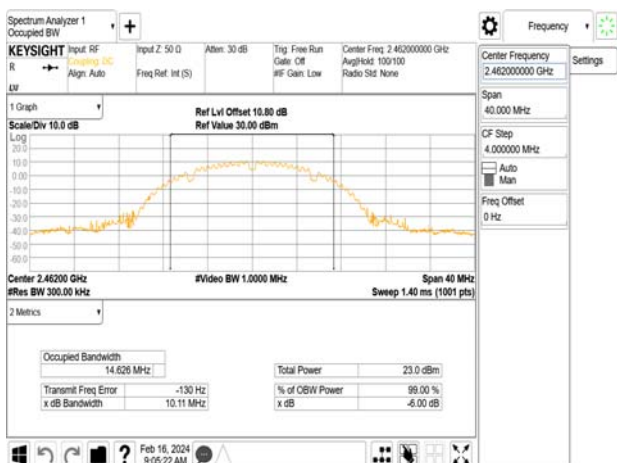 Spectrum Analyzer 1
Occupied BW
+
Frequency
KEYSIGHT
Input: RF
Coupling: DC
Align: Auto
Input Z: 50 Ω
Freq Ref: Int (S)
Atten: 30 dB
Trig: Free Run
Gate: Off
#IF Gain: Low
Center Freq: 2.462000000 GHz
Avg|Hold: 100/100
Radio Std: None
R
Center Frequency
2.462000000 GHz
Settings
Span
40.000 MHz
CF Step
4.000000 MHz
Auto
Man
Freq Offset
0 Hz
1 Graph
Scale/Div 10.0 dB
Ref Lvl Offset 10.80 dB
Ref Value 30.00 dBm
Log
20.0
10.0
0.00
-10.0
-20.0
-30.0
-40.0
-50.0
-60.0
Center 2.46200 GHz
#Res BW 300.00 kHz
#Video BW 1.0000 MHz
Span 40 MHz
Sweep 1.40 ms (1001 pts)
2 Metrics
Occupied Bandwidth
14.626 MHz
Transmit Freq Error -130 Hz
x dB Bandwidth 10.11 MHz
Total Power 23.0 dBm
% of OBW Power 99.00 %
x dB -6.00 dB
?
Feb 16, 2024
9:05:22 AM